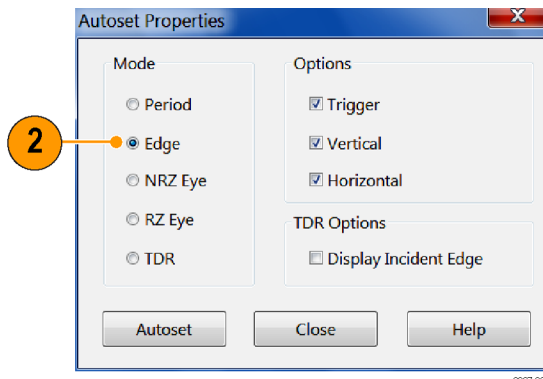 Autoset Properties
X
Mode
Period
Edge
NRZ Eye
RZ Eye
TDR
Options
Trigger
Vertical
Horizontal
TDR Options
Display Incident Edge
Autoset
Close
Help
2